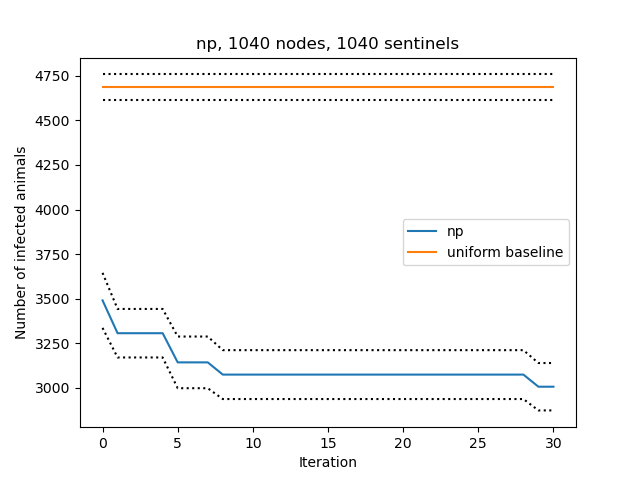 np, 1040 nodes, 1040 sentinels
Number of infected animals
4750
4500
4250
4000
3750
3500
3250
3000
np
uniform baseline
0 5 10 15 20 25 30
Iteration